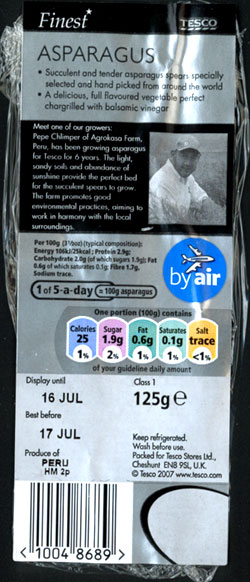 Finest*
TESCO
ASPARAGUS
• Succulent and tender asparagus spears specially
selected and hand picked from around the world
• A delicious, full flavoured vegetable perfect
chargrilled with balsamic vinegar
Meet one of our growers:
Pepe Chlimper of Agrokasa Farm,
Peru, has been growing asparagus
for Tesco for 6 years. The light,
sandy soils and abundance of
sunshine provide the perfect bed
for the succulent spears to grow.
The farm promotes good
environmental practices, aiming to
work in harmony with the local
surroundings.
Per 100g (3½oz) (typical composition):
Energy 106kJ/25kcal; Protein 2.9g;
Carbohydrate 2.0g (of which sugars 1.9g); Fat
0.6g of which saturates 0.1g; Fibre 1.7g,
Sodium trace.
by air
1 of 5-a-day = 100g asparagus
One portion (100g) contains
Calories Sugar Fat Saturates Salt
25 1.9g 0.6g 0.1g trace
1% 2% 1% 1% <1%
of your guideline daily amount
Display until
16 JUL
Best before
17 JUL
Produce of
PERU
HM 2p
Class 1
125g e
Keep refrigerated.
Wash before use.
Packed for Tesco Stores Ltd.,
Cheshunt EN8 9SL, U.K.
© Tesco 2007 www.tesco.com
<1004 8689>